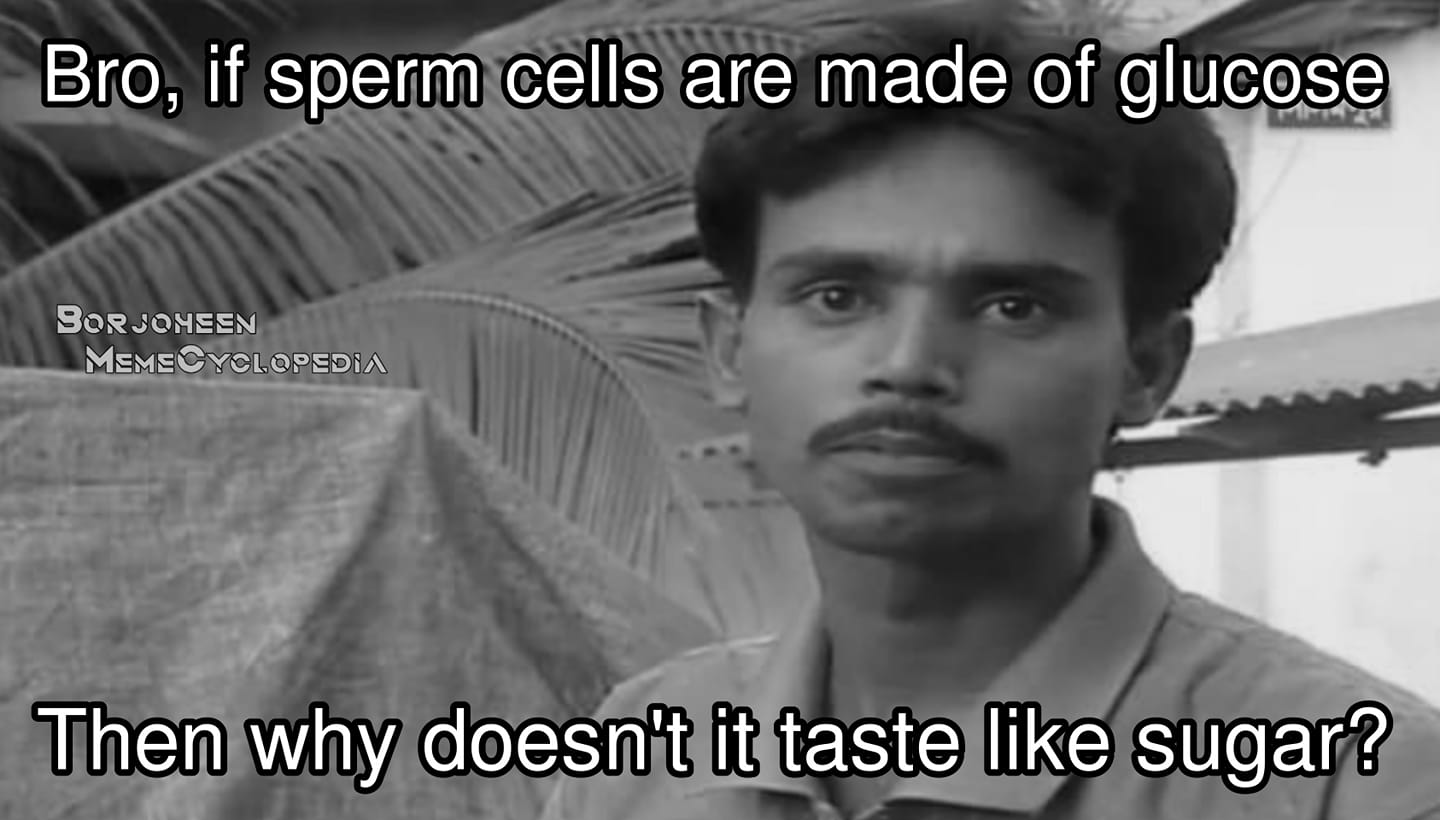 Bro, if sperm cells are made of glucose
Borjoheen
MemeCyclopedia
Then why doesn't it taste like sugar?